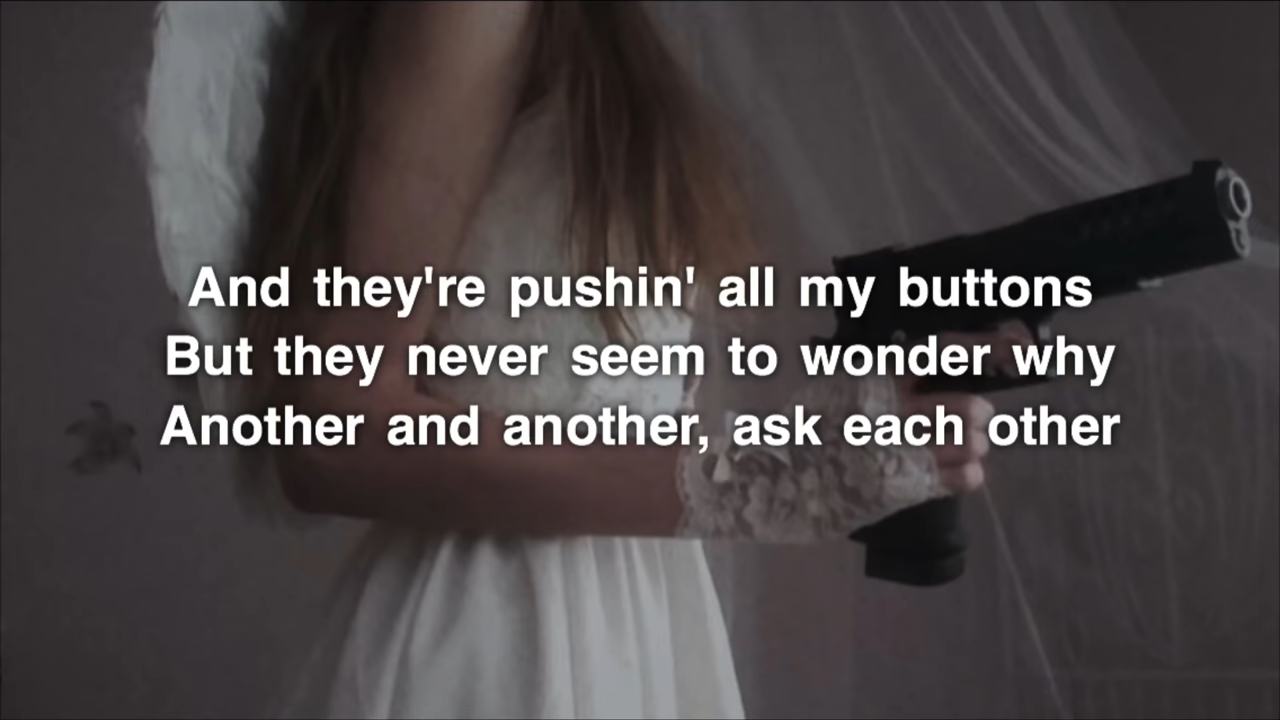 And they're pushin' all my buttons
But they never seem to wonder why
Another and another, ask each other